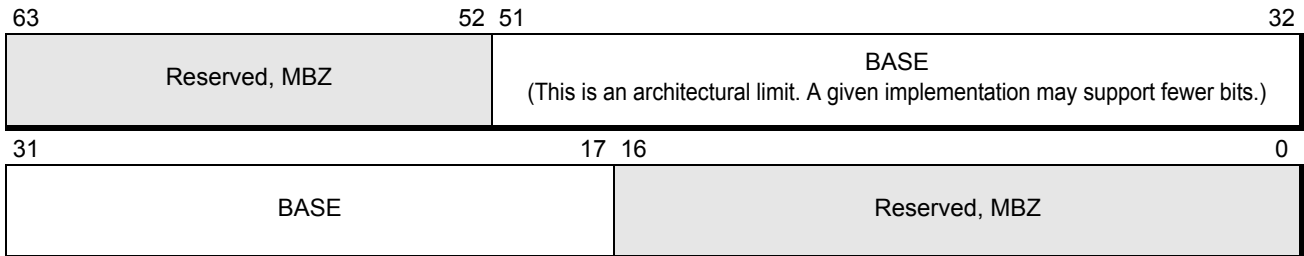 63 52 51 32
Reserved, MBZ BASE
(This is an architectural limit. A given implementation may support fewer bits.)
31 17 16 0
BASE Reserved, MBZ